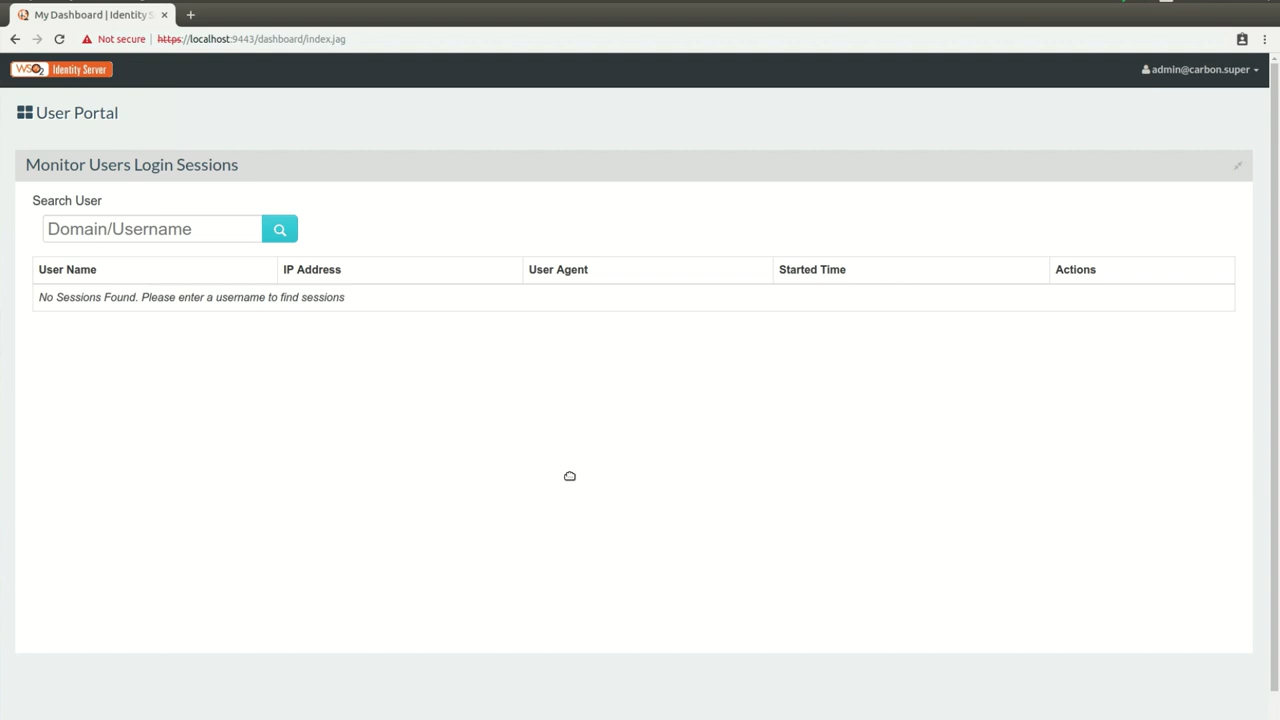 My Dashboard | Identity S
Not secure | https://localhost:9443/dashboard/index.jag
WSO2 Identity Server
admin@carbon.super
User Portal
Monitor Users Login Sessions
Search User
Domain/Username
User Name IP Address User Agent Started Time Actions
No Sessions Found. Please enter a username to find sessions